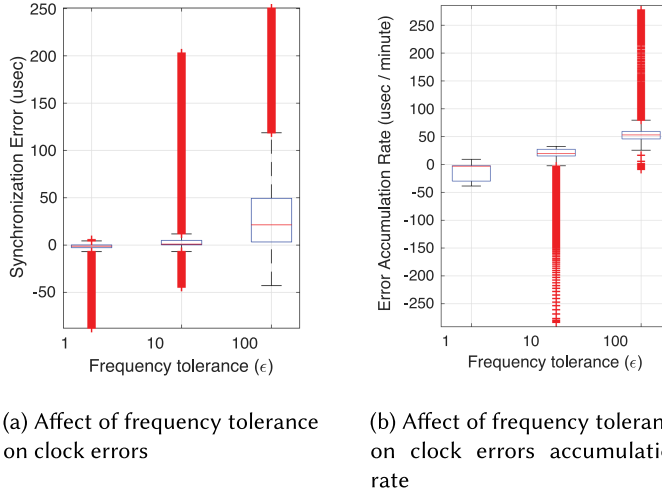 250
200
150
100
50
0
-50
Synchronization Error (usec)
1 10 100
Frequency tolerance (ϵ)
250
200
150
100
50
0
-50
-100
-150
-200
-250
Error Accumulation Rate (usec / minute)
1 10 100
Frequency tolerance (ϵ)
(a) Affect of frequency tolerance
on clock errors
(b) Affect of frequency
on clock errors
rate